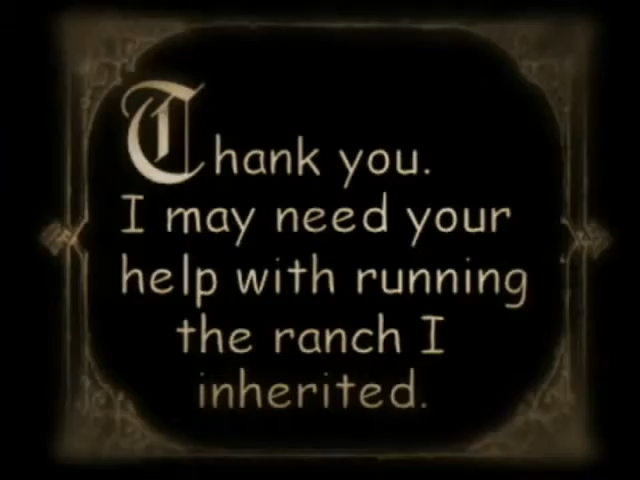 Thank you.
I may need your
help with running
the ranch I
inherited.